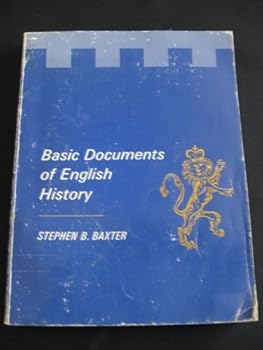 Basic Documents
of English
History
STEPHEN B. BAXTER